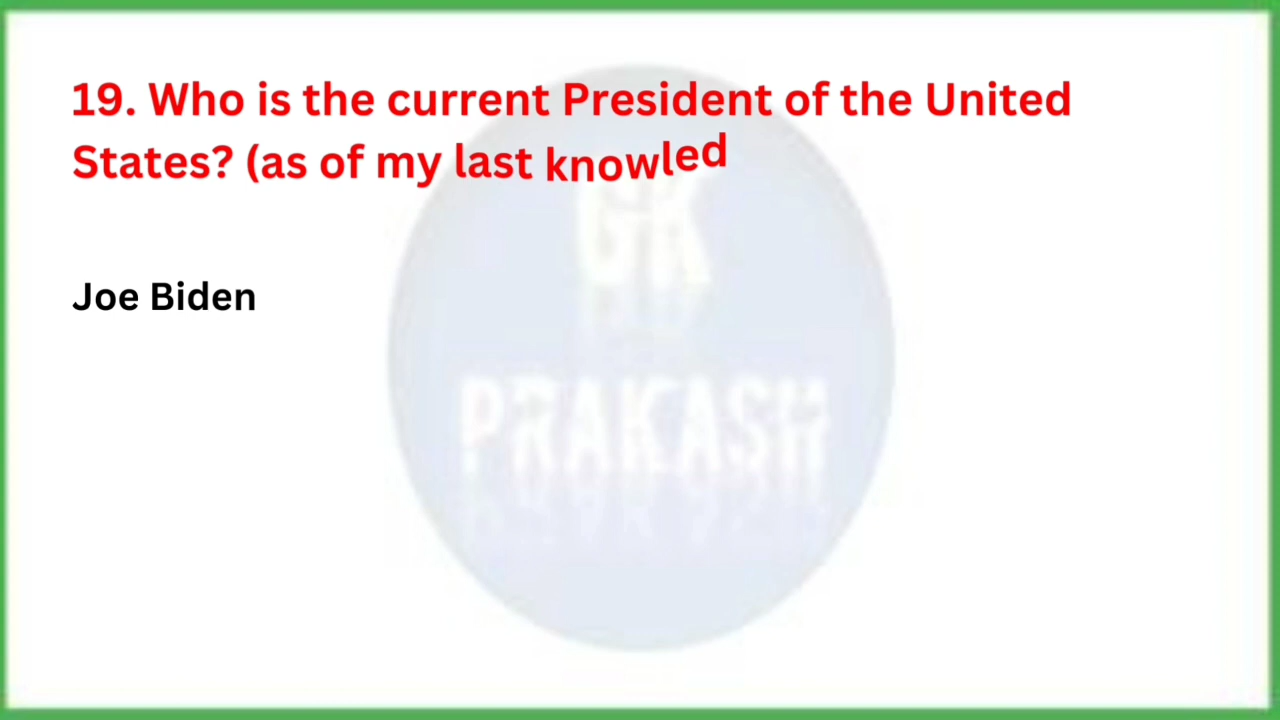 19. Who is the current President of the United
States? (as of my last knowled
GK
Joe Biden
PRAKASH